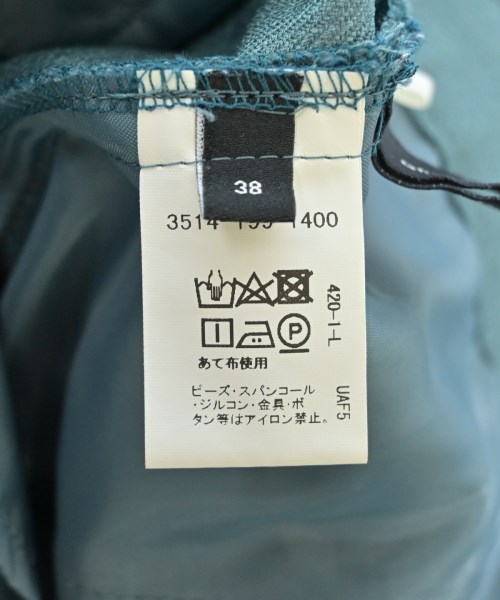 38
3514-199-1400
P
あて布使用
ビーズ・スパンコール
・ジルコン・金具・ボ
タン等はアイロン禁止。
420-1-L
UAF5